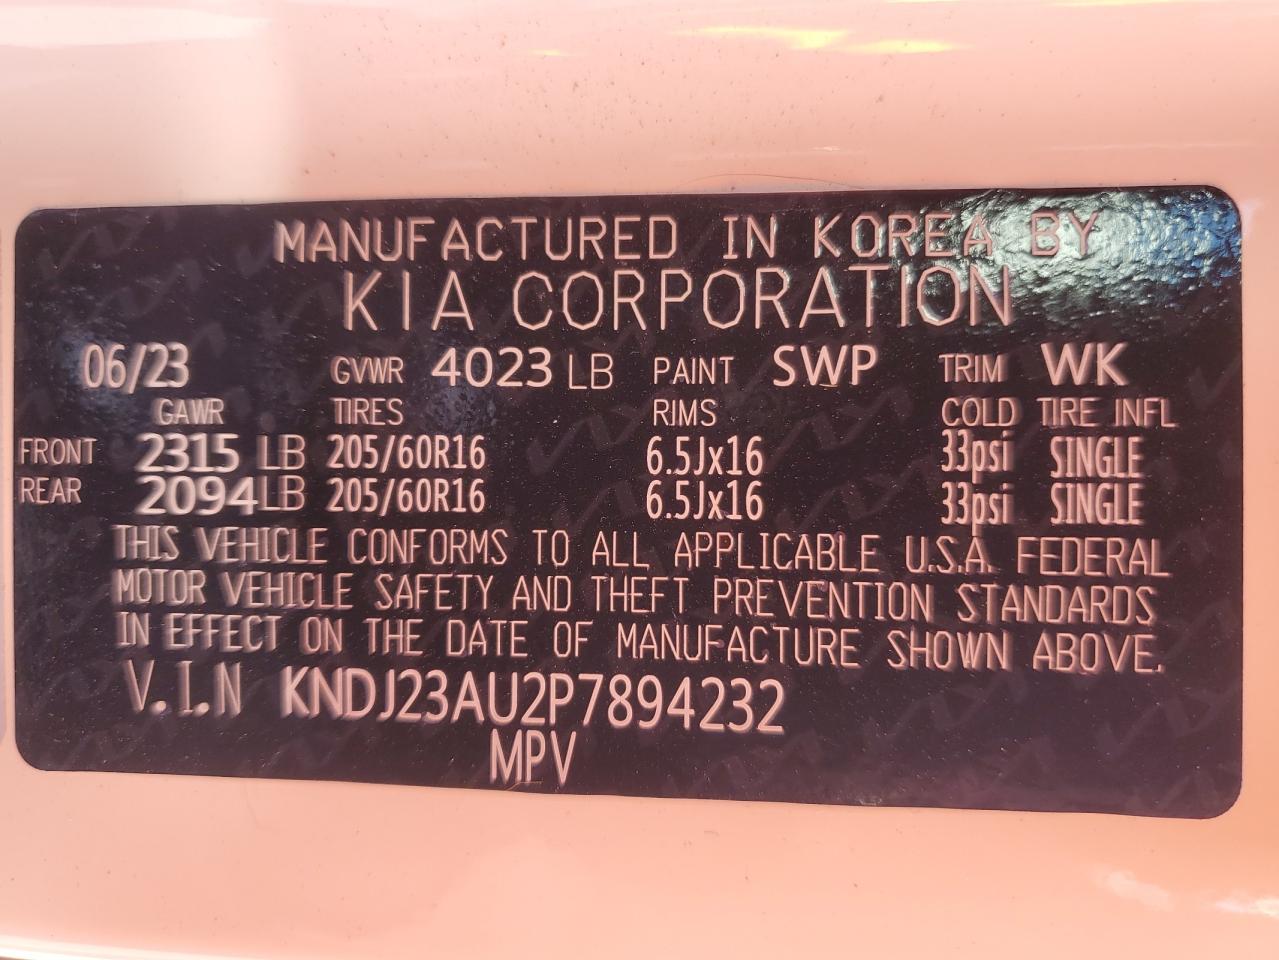 MANUFACTURED IN KOREA BY
KIA CORPORATION
06/23 GVWR 4023 LB PAINT SWP TRIM WK
GAWR TIRES RIMS COLD TIRE INFL
FRONT 2315 LB 205/60R16 6.5Jx16 33psi SINGLE
REAR 2094 LB 205/60R16 6.5Jx16 33psi SINGLE
THIS VEHICLE CONFORMS TO ALL APPLICABLE U.S.A. FEDERAL
MOTOR VEHICLE SAFETY AND THEFT PREVENTION STANDARDS
IN EFFECT ON THE DATE OF MANUFACTURE SHOWN ABOVE.
V.I.N KNDJ23AU2P7894232
MPV